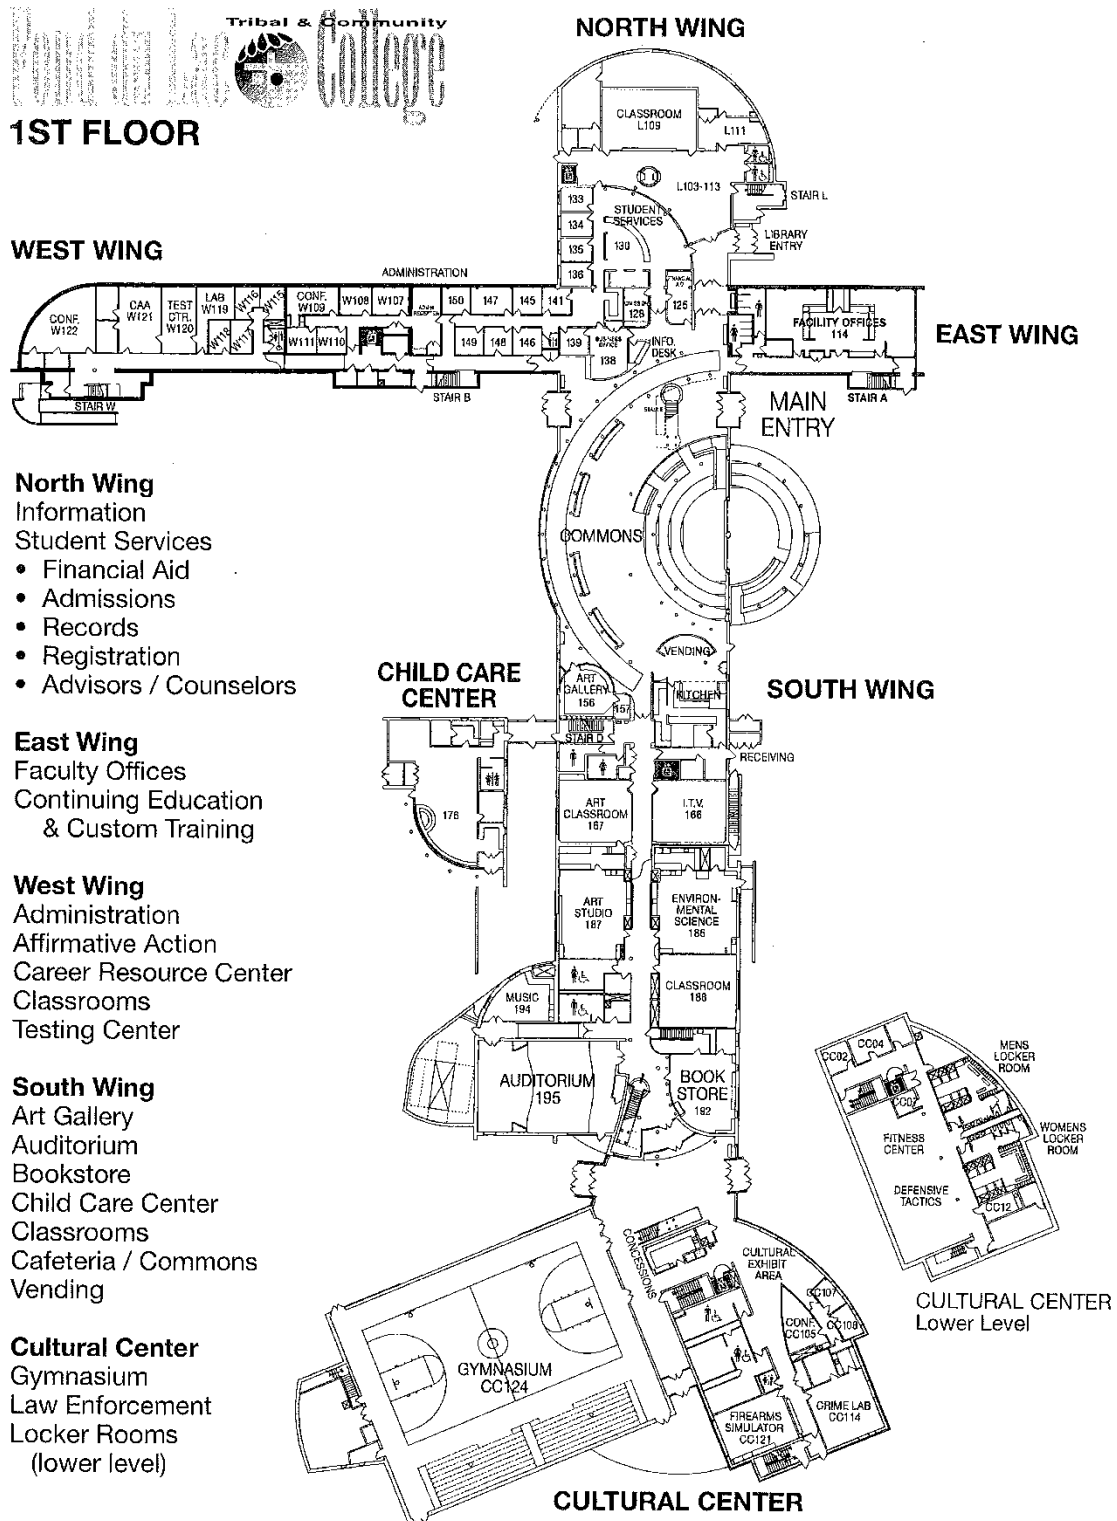 Tribal & Community
Fond du Lac
College
1ST FLOOR
NORTH WING
CLASSROOM
L109
L111
L103-113
STAIR L
LIBRARY
ENTRY
133
134
135
136
STUDENT
SERVICES
130
126
125
WEST WING
ADMINISTRATION
CONF.
W122
CAA
W121
TEST
CTR.
W120
LAB
W119
W116
W115
W118
W117
CONF.
W109
W108
W107
W111
W110
150
147
145
141
149
148
146
139
BUSINESS
OFFICE
138
INFO.
DESK
STAIR W
STAIR B
FACILITY OFFICES
114
EAST WING
STAIR A
MAIN
ENTRY
COMMONS
VENDING
KITCHEN
ART
GALLERY
156
157
STAIR D
CHILD CARE
CENTER
176
SOUTH WING
RECEIVING
ART
CLASSROOM
167
I.T.V.
166
ART
STUDIO
187
ENVIRON-
MENTAL
SCIENCE
186
CLASSROOM
188
MUSIC
194
AUDITORIUM
195
BOOK
STORE
192
North Wing
Information
Student Services
• Financial Aid
• Admissions
• Records
• Registration
• Advisors / Counselors
East Wing
Faculty Offices
Continuing Education
& Custom Training
West Wing
Administration
Affirmative Action
Career Resource Center
Classrooms
Testing Center
South Wing
Art Gallery
Auditorium
Bookstore
Child Care Center
Classrooms
Cafeteria / Commons
Vending
Cultural Center
Gymnasium
Law Enforcement
Locker Rooms
(lower level)
CONCESSIONS
CULTURAL
EXHIBIT
AREA
CC107
CC108
CONF.
CC105
GYMNASIUM
CC124
FIREARMS
SIMULATOR
CC121
CRIME LAB
CC114
CULTURAL CENTER
CC02
CC04
MENS
LOCKER
ROOM
WOMENS
LOCKER
ROOM
FITNESS
CENTER
DEFENSIVE
TACTICS
CC12
CULTURAL CENTER
Lower Level